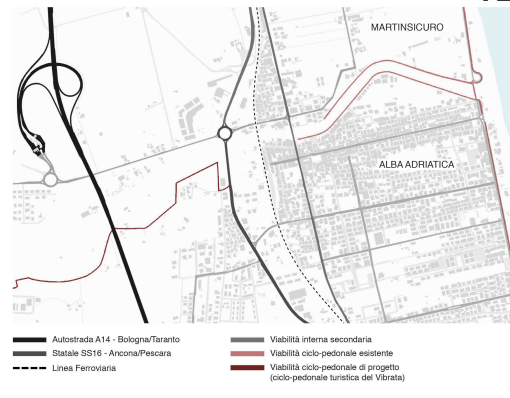 MARTINSICURO
ALBA ADRIATICA
Autostrada A14 - Bologna/Taranto
Statale SS16 - Ancona/Pescara
Linea Ferroviaria
Viabilità interna secondaria
Viabilità ciclo-pedonale esistente
Viabilità ciclo-pedonale di progetto
(ciclo-pedonale turistica del Vibrata)